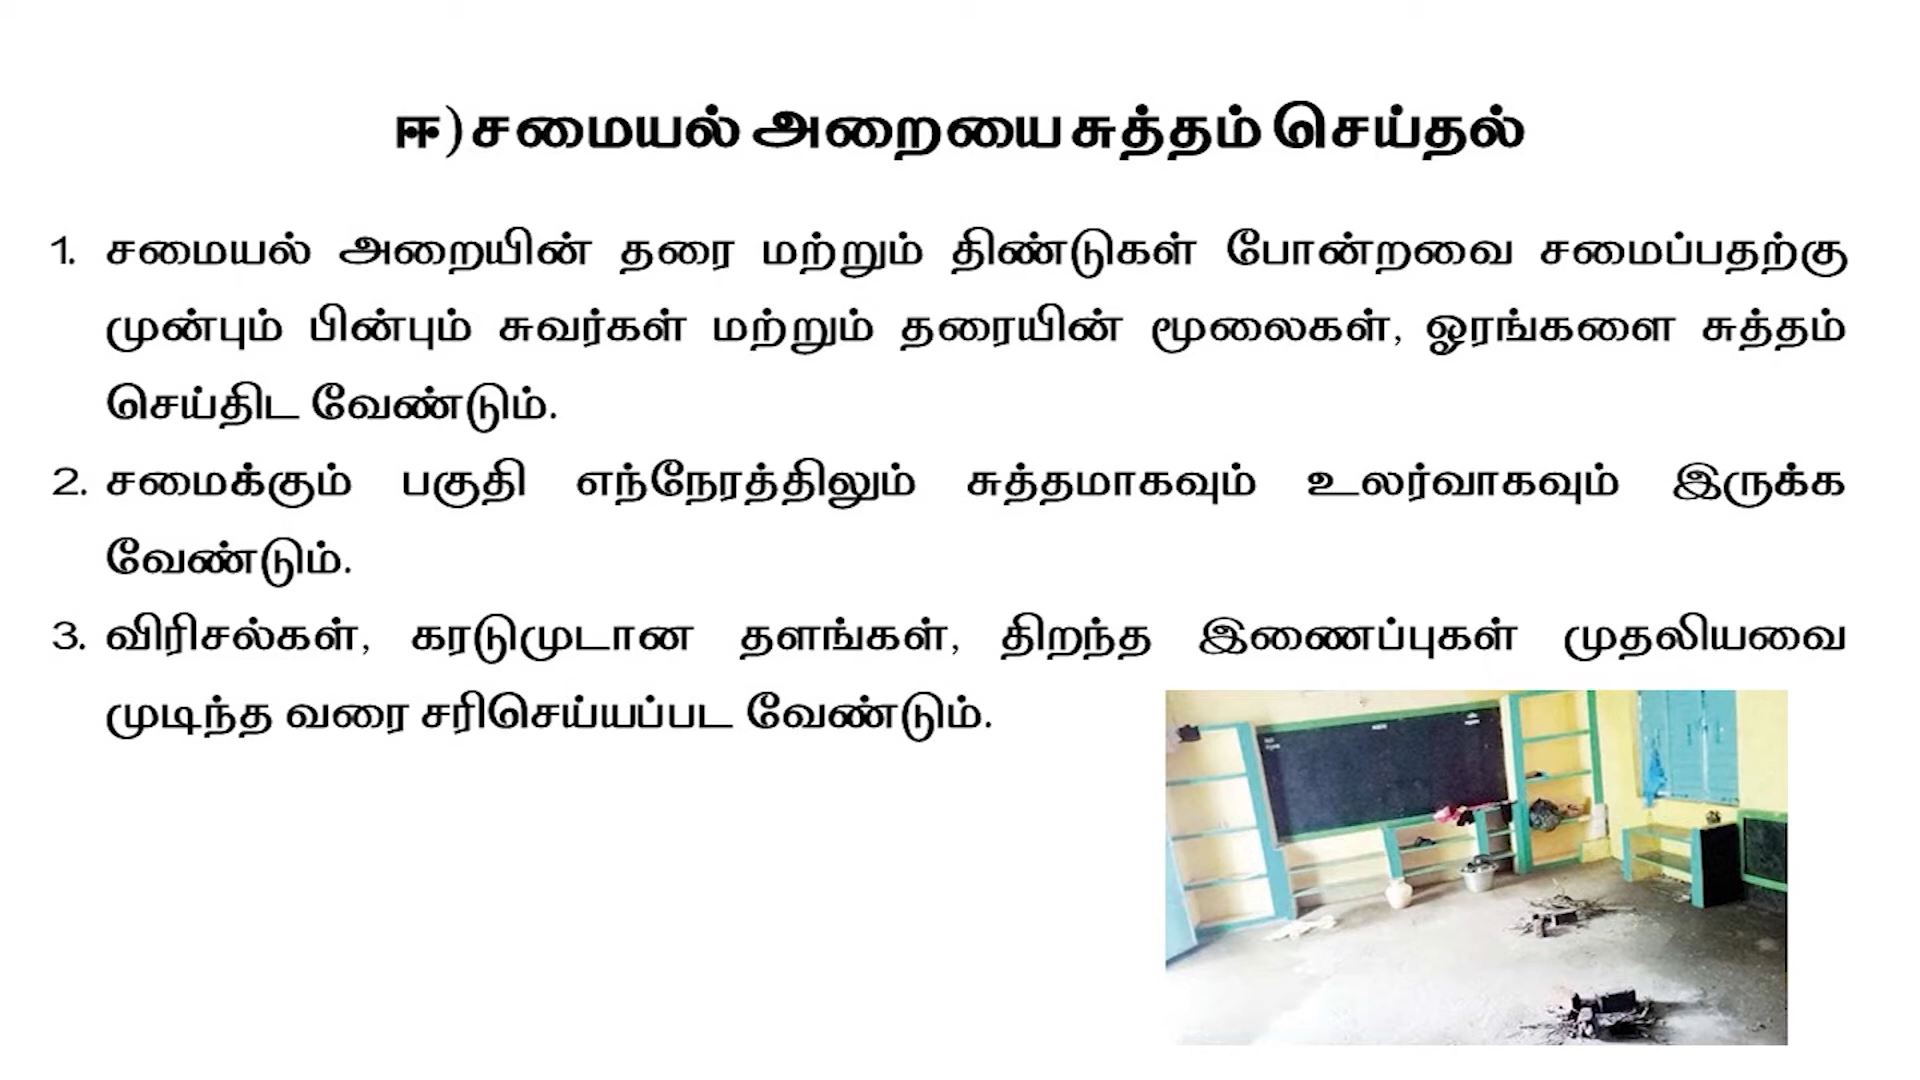 ஈ) சமையல் அறையை சுத்தம் செய்தல்
1. சமையல் அறையின் தரை மற்றும் திண்டுகள் போன்றவை சமைப்பதற்கு
முன்பும் பின்பும் சுவர்கள் மற்றும் தரையின் மூலைகள், ஓரங்களை சுத்தம்
செய்திட வேண்டும்.
2. சமைக்கும் பகுதி எந்நேரத்திலும் சுத்தமாகவும் உலர்வாகவும் இருக்க
வேண்டும்.
3. விரிசல்கள், கரடுமுடான தளங்கள், திறந்த இணைப்புகள் முதலியவை
முடிந்த வரை சரிசெய்யப்பட வேண்டும்.